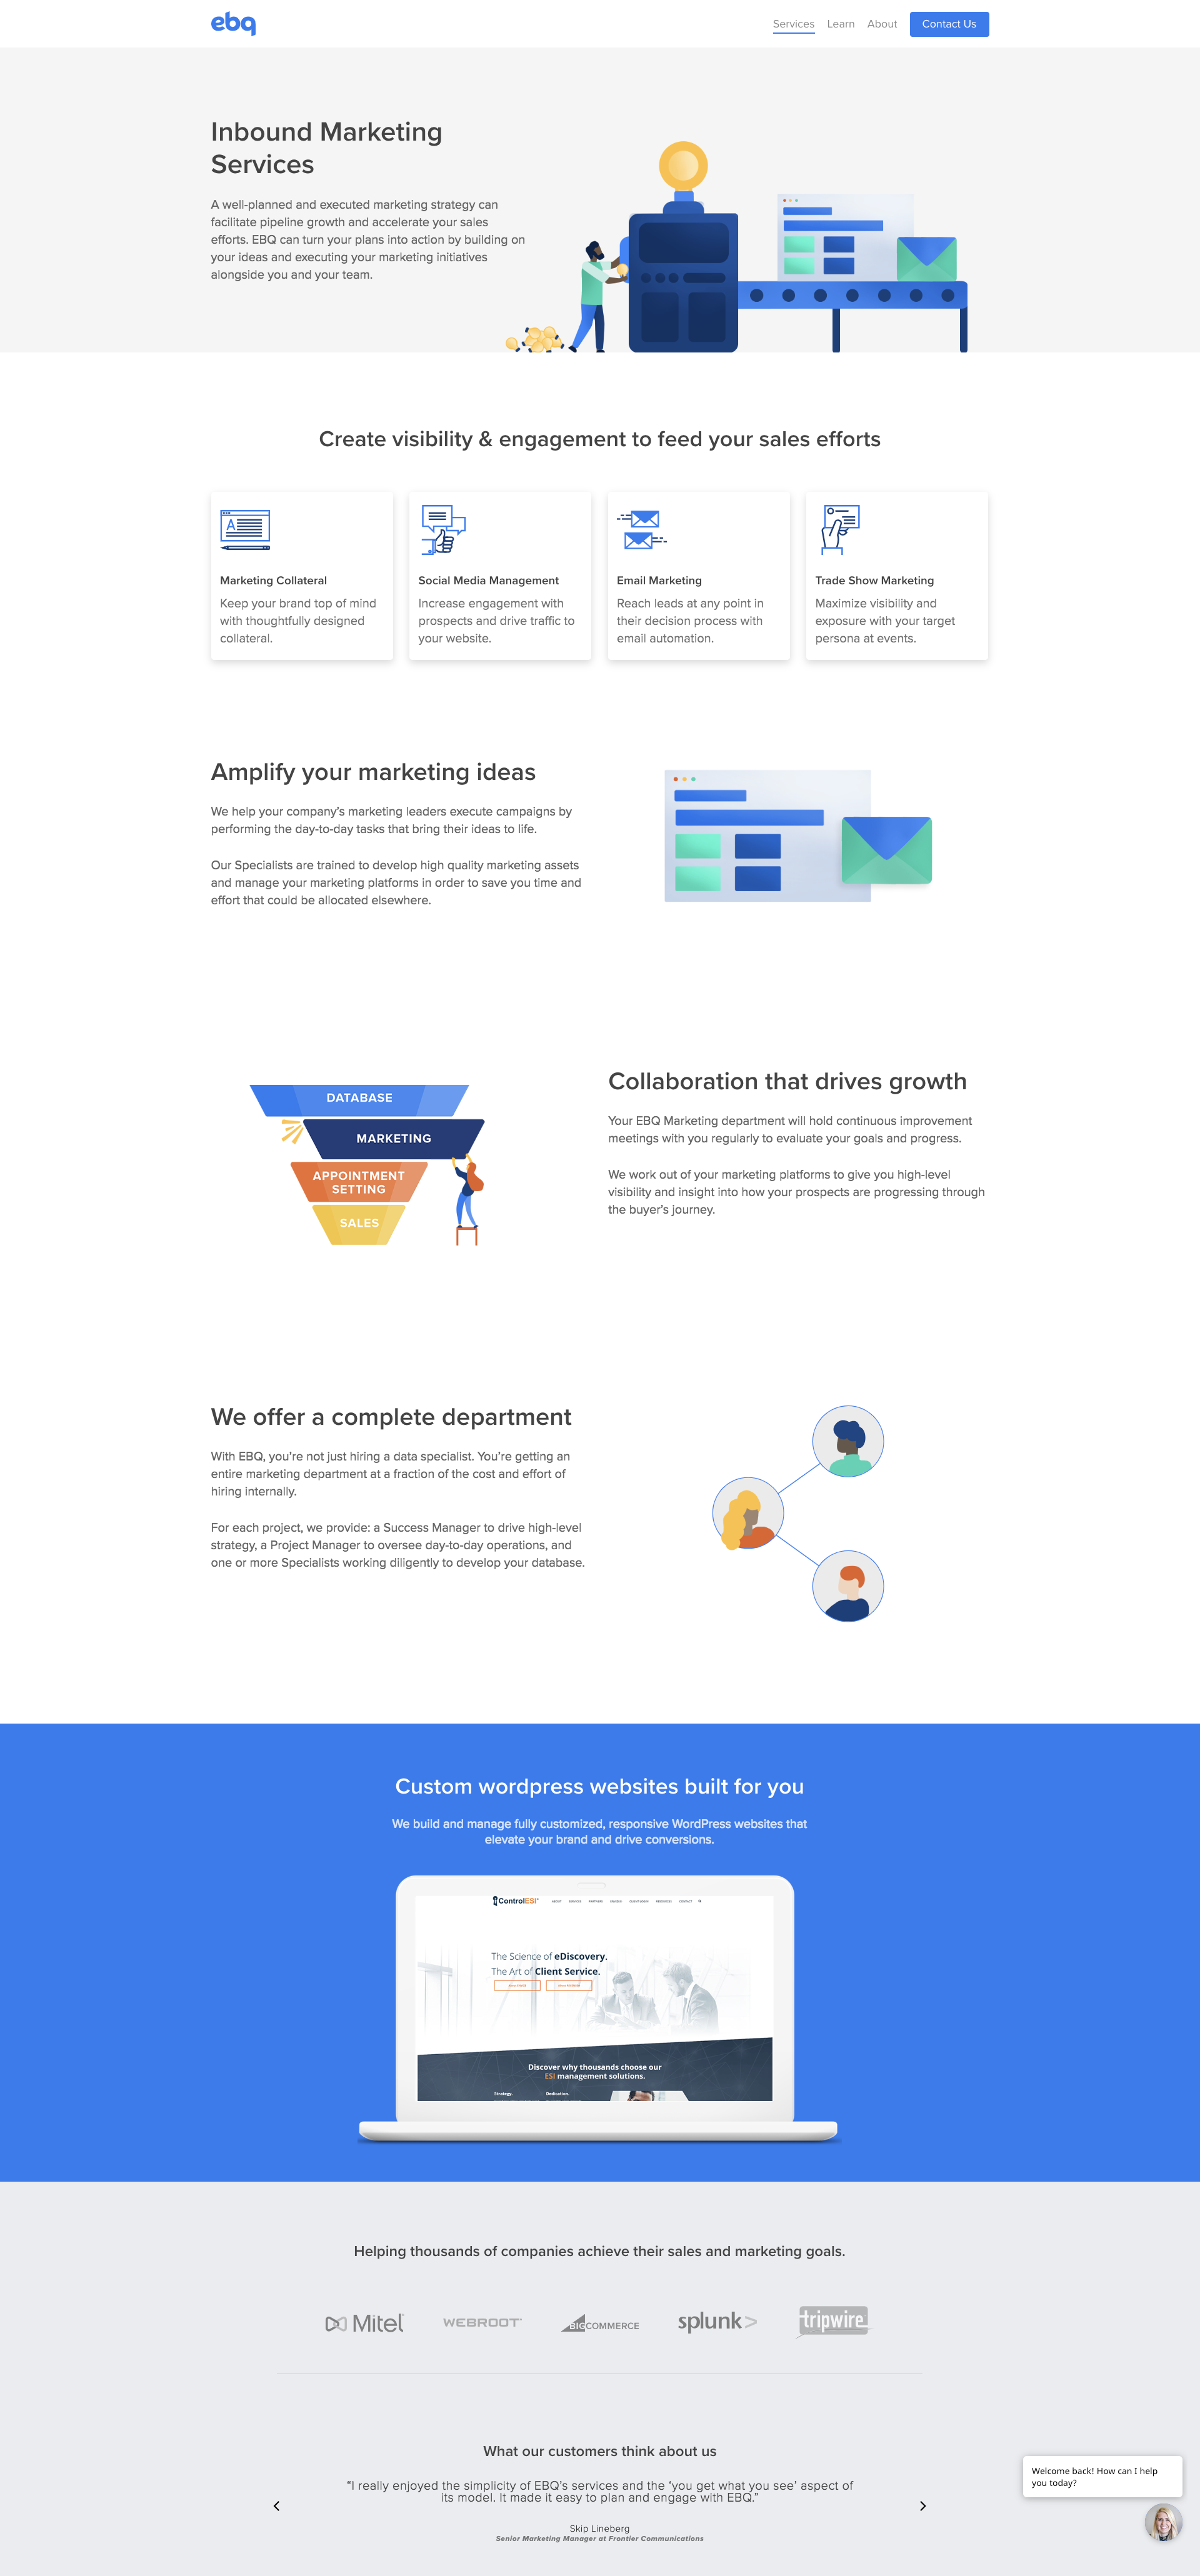 ebq
Services Learn About Contact Us
Inbound Marketing
Services
A well-planned and executed marketing strategy can
facilitate pipeline growth and accelerate your sales
efforts. EBQ can turn your plans into action by building on
your ideas and executing your marketing initiatives
alongside you and your team.
Create visibility & engagement to feed your sales efforts
A
Marketing Collateral
Keep your brand top of mind
with thoughtfully designed
collateral.
Social Media Management
Increase engagement with
prospects and drive traffic to
your website.
Email Marketing
Reach leads at any point in
their decision process with
email automation.
Trade Show Marketing
Maximize visibility and
exposure with your target
persona at events.
Amplify your marketing ideas
We help your company's marketing leaders execute campaigns by
performing the day-to-day tasks that bring their ideas to life.
Our Specialists are trained to develop high quality marketing assets
and manage your marketing platforms in order to save you time and
effort that could be allocated elsewhere.
DATABASE
MARKETING
APPOINTMENT
SETTING
SALES
Collaboration that drives growth
Your EBQ Marketing department will hold continuous improvement
meetings with you regularly to evaluate your goals and progress.
We work out of your marketing platforms to give you high-level
visibility and insight into how your prospects are progressing through
the buyer's journey.
We offer a complete department
With EBQ, you're not just hiring a data specialist. You're getting an
entire marketing department at a fraction of the cost and effort of
hiring internally.
For each project, we provide: a Success Manager to drive high-level
strategy, a Project Manager to oversee day-to-day operations, and
one or more Specialists working diligently to develop your database.
Custom wordpress websites built for you
We build and manage fully customized, responsive WordPress websites that
elevate your brand and drive conversions.
ControlESI
ABOUT SERVICES PARTNERS INSIGHT CLIENT LOGIN RESOURCES CONTACT
The Science of eDiscovery.
The Art of Client Service.
Discover why thousands choose our
ESI management solutions.
Strategy. Dedication.
Helping thousands of companies achieve their sales and marketing goals.
Mitel WEBROOT BIGCOMMERCE splunk> tripwire
What our customers think about us
"I really enjoyed the simplicity of EBQ's services and the 'you get what you see' aspect of
its model. It made it easy to plan and engage with EBQ."
Skip Lineberg
Senior Marketing Manager at Frontier Communications
Welcome back! How can I help
you today?